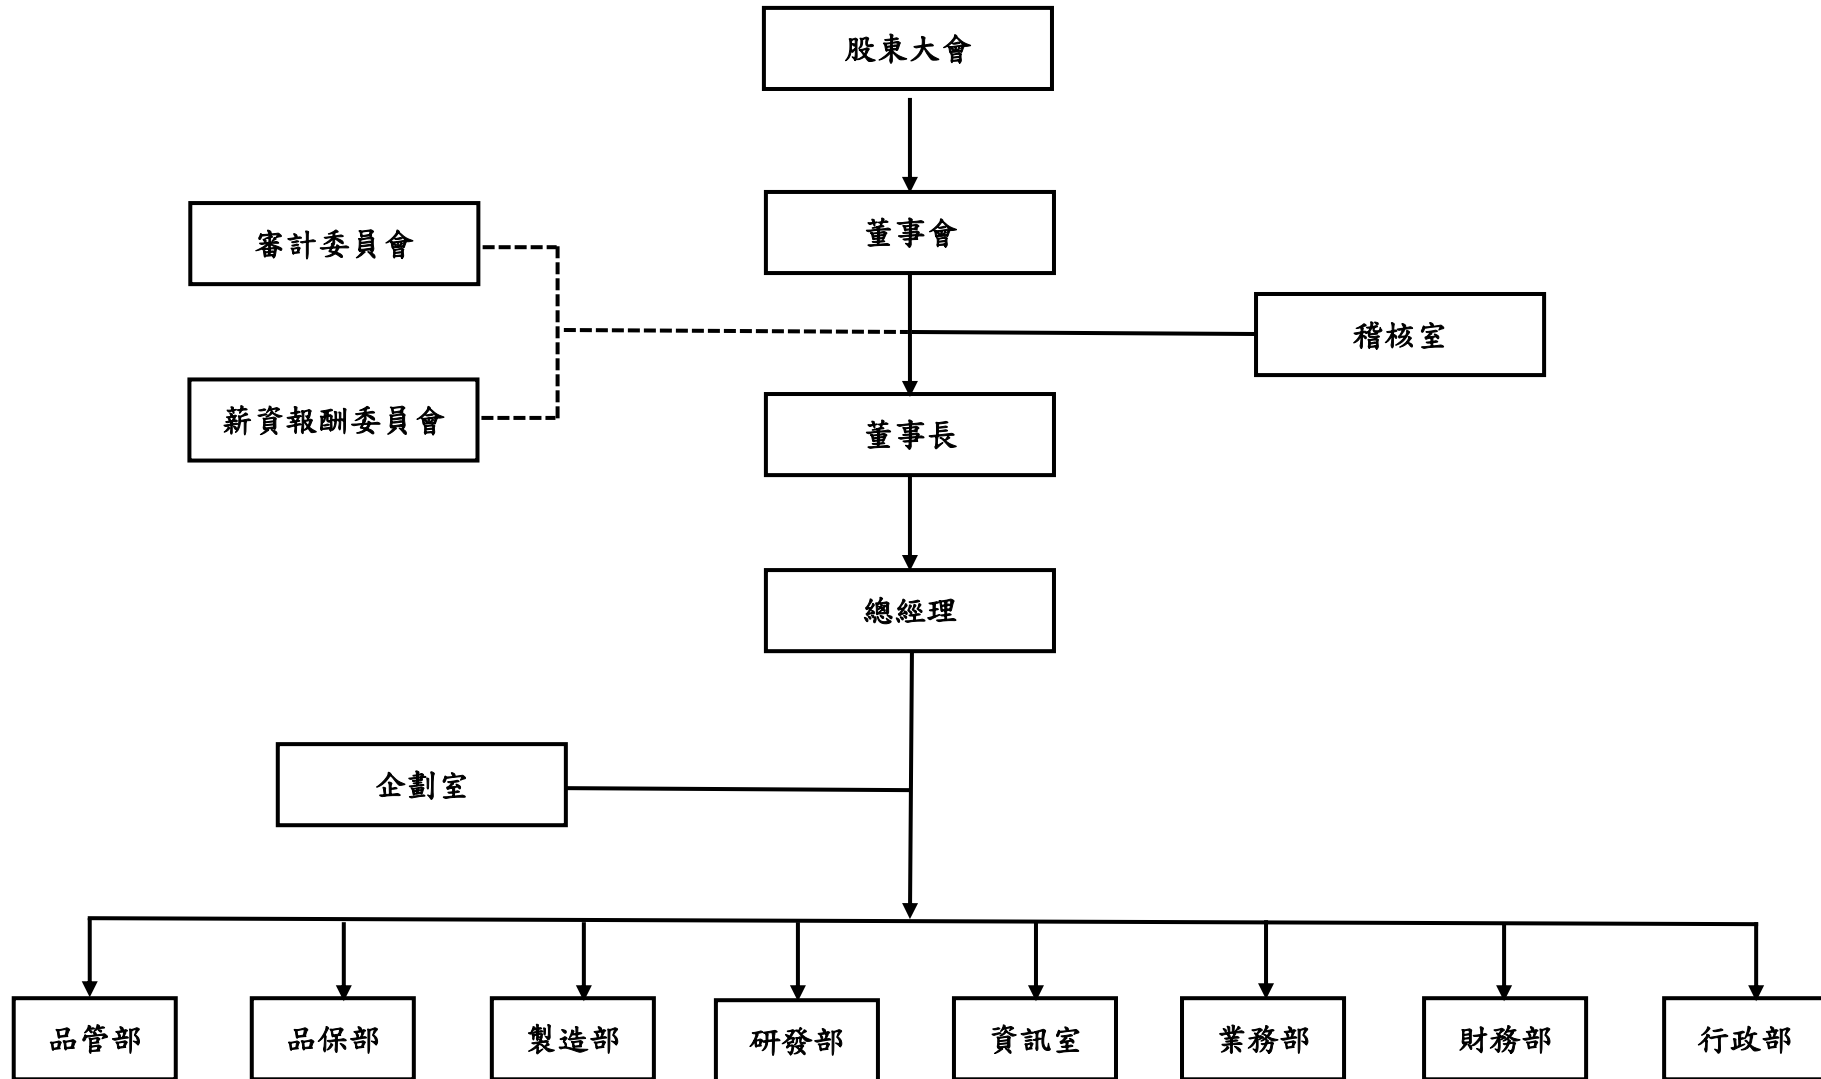 股東大會
董事會
審計委員會
稽核室
薪資報酬委員會
董事長
總經理
企劃室
品管部
品保部
製造部
研發部
資訊室
業務部
財務部
行政部